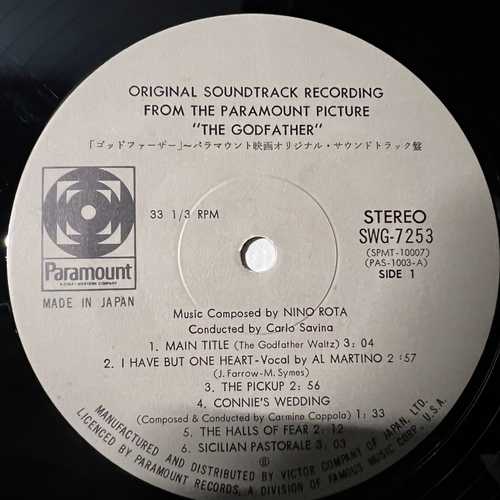 ORIGINAL SOUNDTRACK RECORDING
FROM THE PARAMOUNT PICTURE
"THE GODFATHER"
「ゴッドファーザー」～パラマウント映画オリジナル・サウンドトラック盤
33 1/3 RPM
STEREO
SWG-7253
(SPMT-10007)
(PAS-1003-A)
SIDE 1
Paramount
A GULF+WESTERN COMPANY
MADE IN JAPAN
Music Composed by NINO ROTA
Conducted by Carlo Savina
1. MAIN TITLE (The Godfather Waltz) 3:04
2. I HAVE BUT ONE HEART-Vocal by AL MARTINO 2:57
(J. Farrow-M. Symes)
3. THE PICKUP 2:56
4. CONNIE'S WEDDING
(Composed & Conducted by Carmine Coppola) 1:33
5. THE HALLS OF FEAR 2:12
6. SICILIAN PASTORALE 3:03
Ⓟ
MANUFACTURED AND DISTRIBUTED BY VICTOR COMPANY OF JAPAN, LTD.
LICENCED BY PARAMOUNT RECORDS, A DIVISION OF FAMOUS MUSIC CORP., U.S.A.